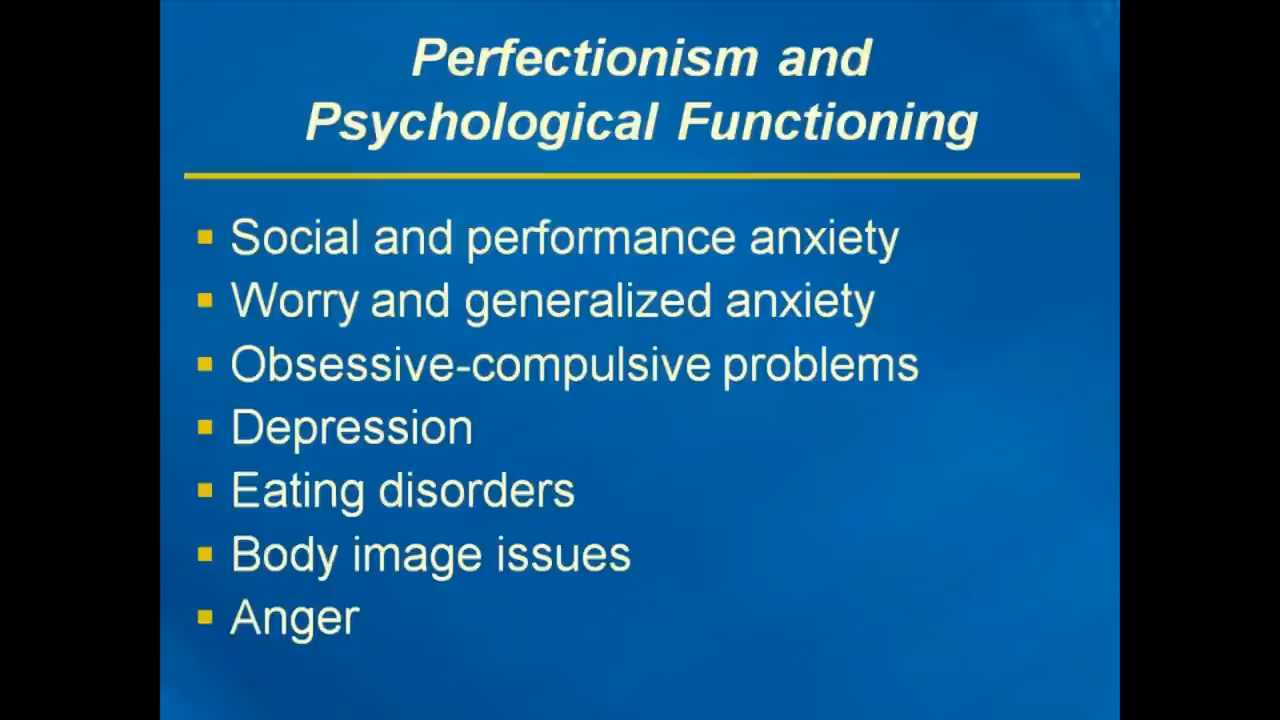 Perfectionism and
Psychological Functioning
Social and performance anxiety
Worry and generalized anxiety
Obsessive-compulsive problems
Depression
Eating disorders
Body image issues
Anger